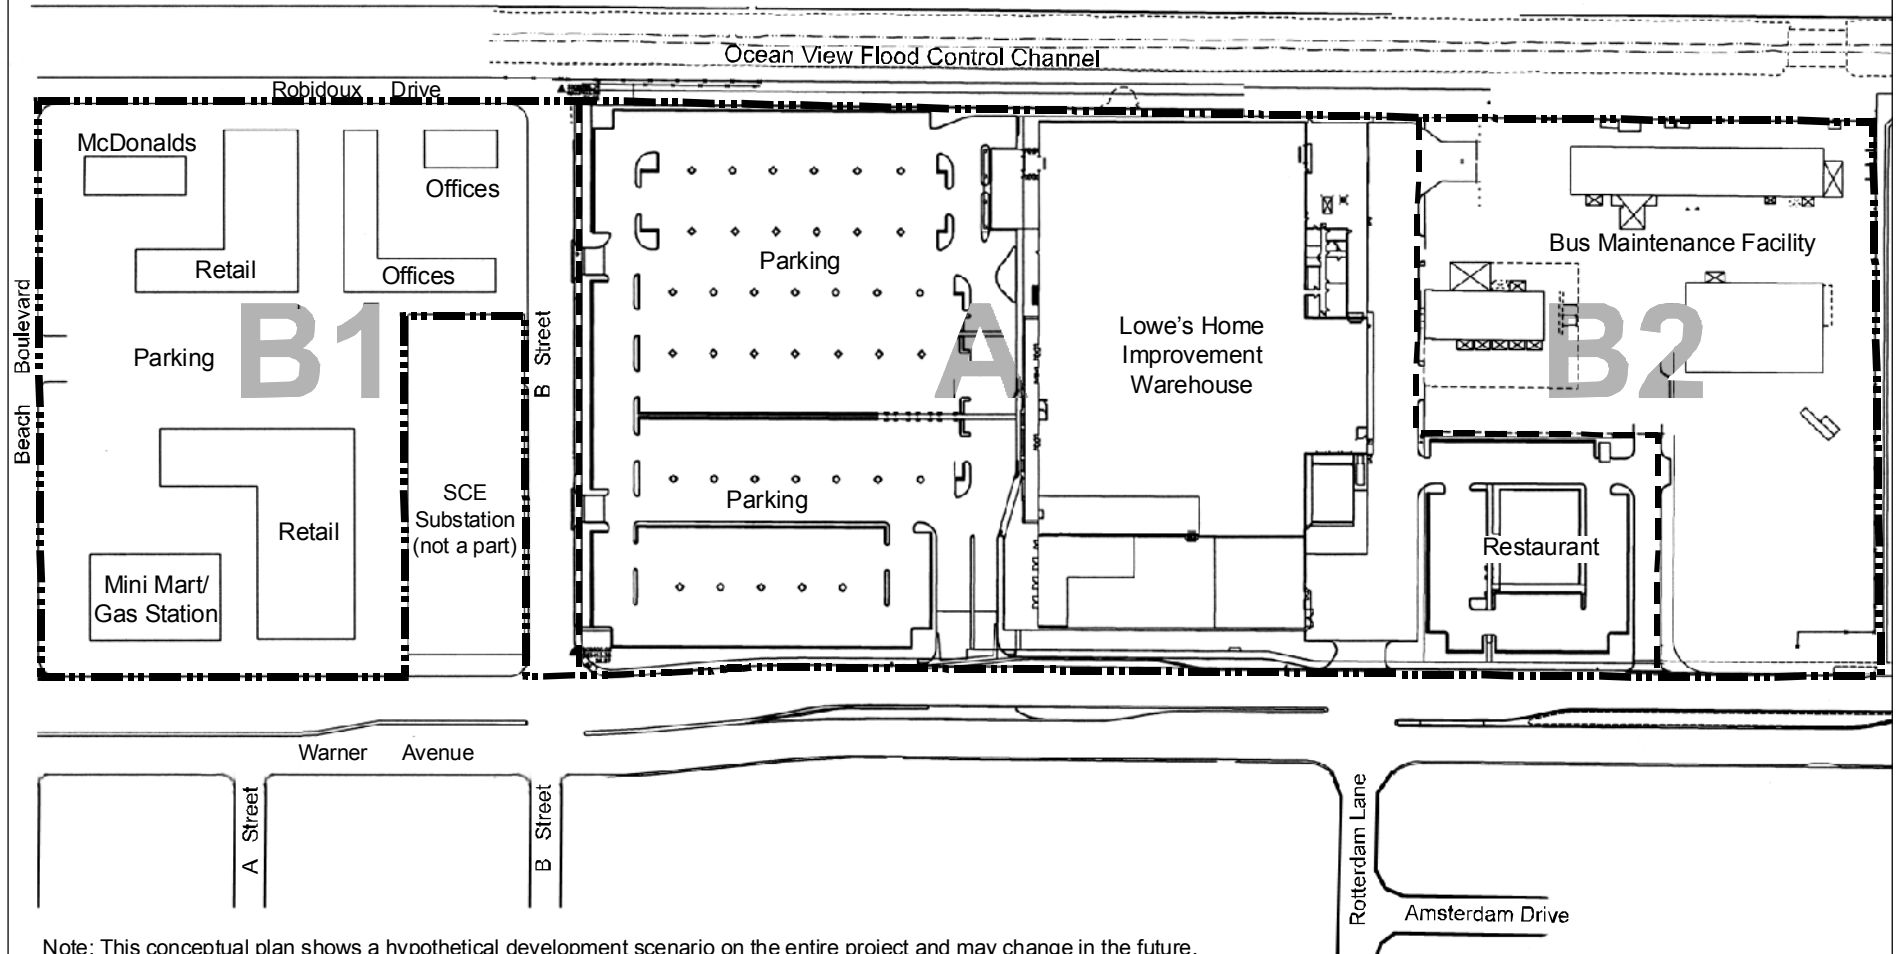 Ocean View Flood Control Channel
Robidoux Drive
McDonalds
Offices
Retail
Offices
Parking
B1
Beach Boulevard
B Street
SCE
Substation
(not a part)
Retail
Mini Mart/
Gas Station
Parking
A
Lowe's Home
Improvement
Warehouse
Parking
Bus Maintenance Facility
B2
Restaurant
Warner Avenue
A Street
B Street
Rotterdam Lane
Amsterdam Drive
Note: This conceptual plan shows a hypothetical development scenario on the entire project and may change in the future.